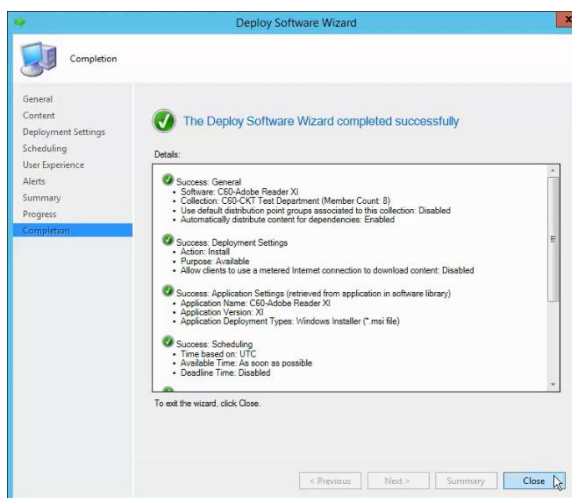 Deploy Software Wizard
x
Completion
General
Content
Deployment Settings
Scheduling
User Experience
Alerts
Summary
Progress
Completion
The Deploy Software Wizard completed successfully
Details:
Success: General
• Software: C60-Adobe Reader XI
• Collection: C60-CKT Test Department (Member Count: 8)
• Use default distribution point groups associated to this collection: Disabled
• Automatically distribute content for dependencies: Enabled
Success: Deployment Settings
• Action: Install
• Purpose: Available
• Allow clients to use a metered Internet connection to download content: Disabled
Success: Application Settings (retrieved from application in software library)
• Application Name: C60-Adobe Reader XI
• Application Version: XI
• Application Deployment Types: Windows Installer (*.msi file)
Success: Scheduling
• Time based on: UTC
• Available Time: As soon as possible
• Deadline Time: Disabled
To exit the wizard, click Close.
< Previous
Next >
Summary
Close